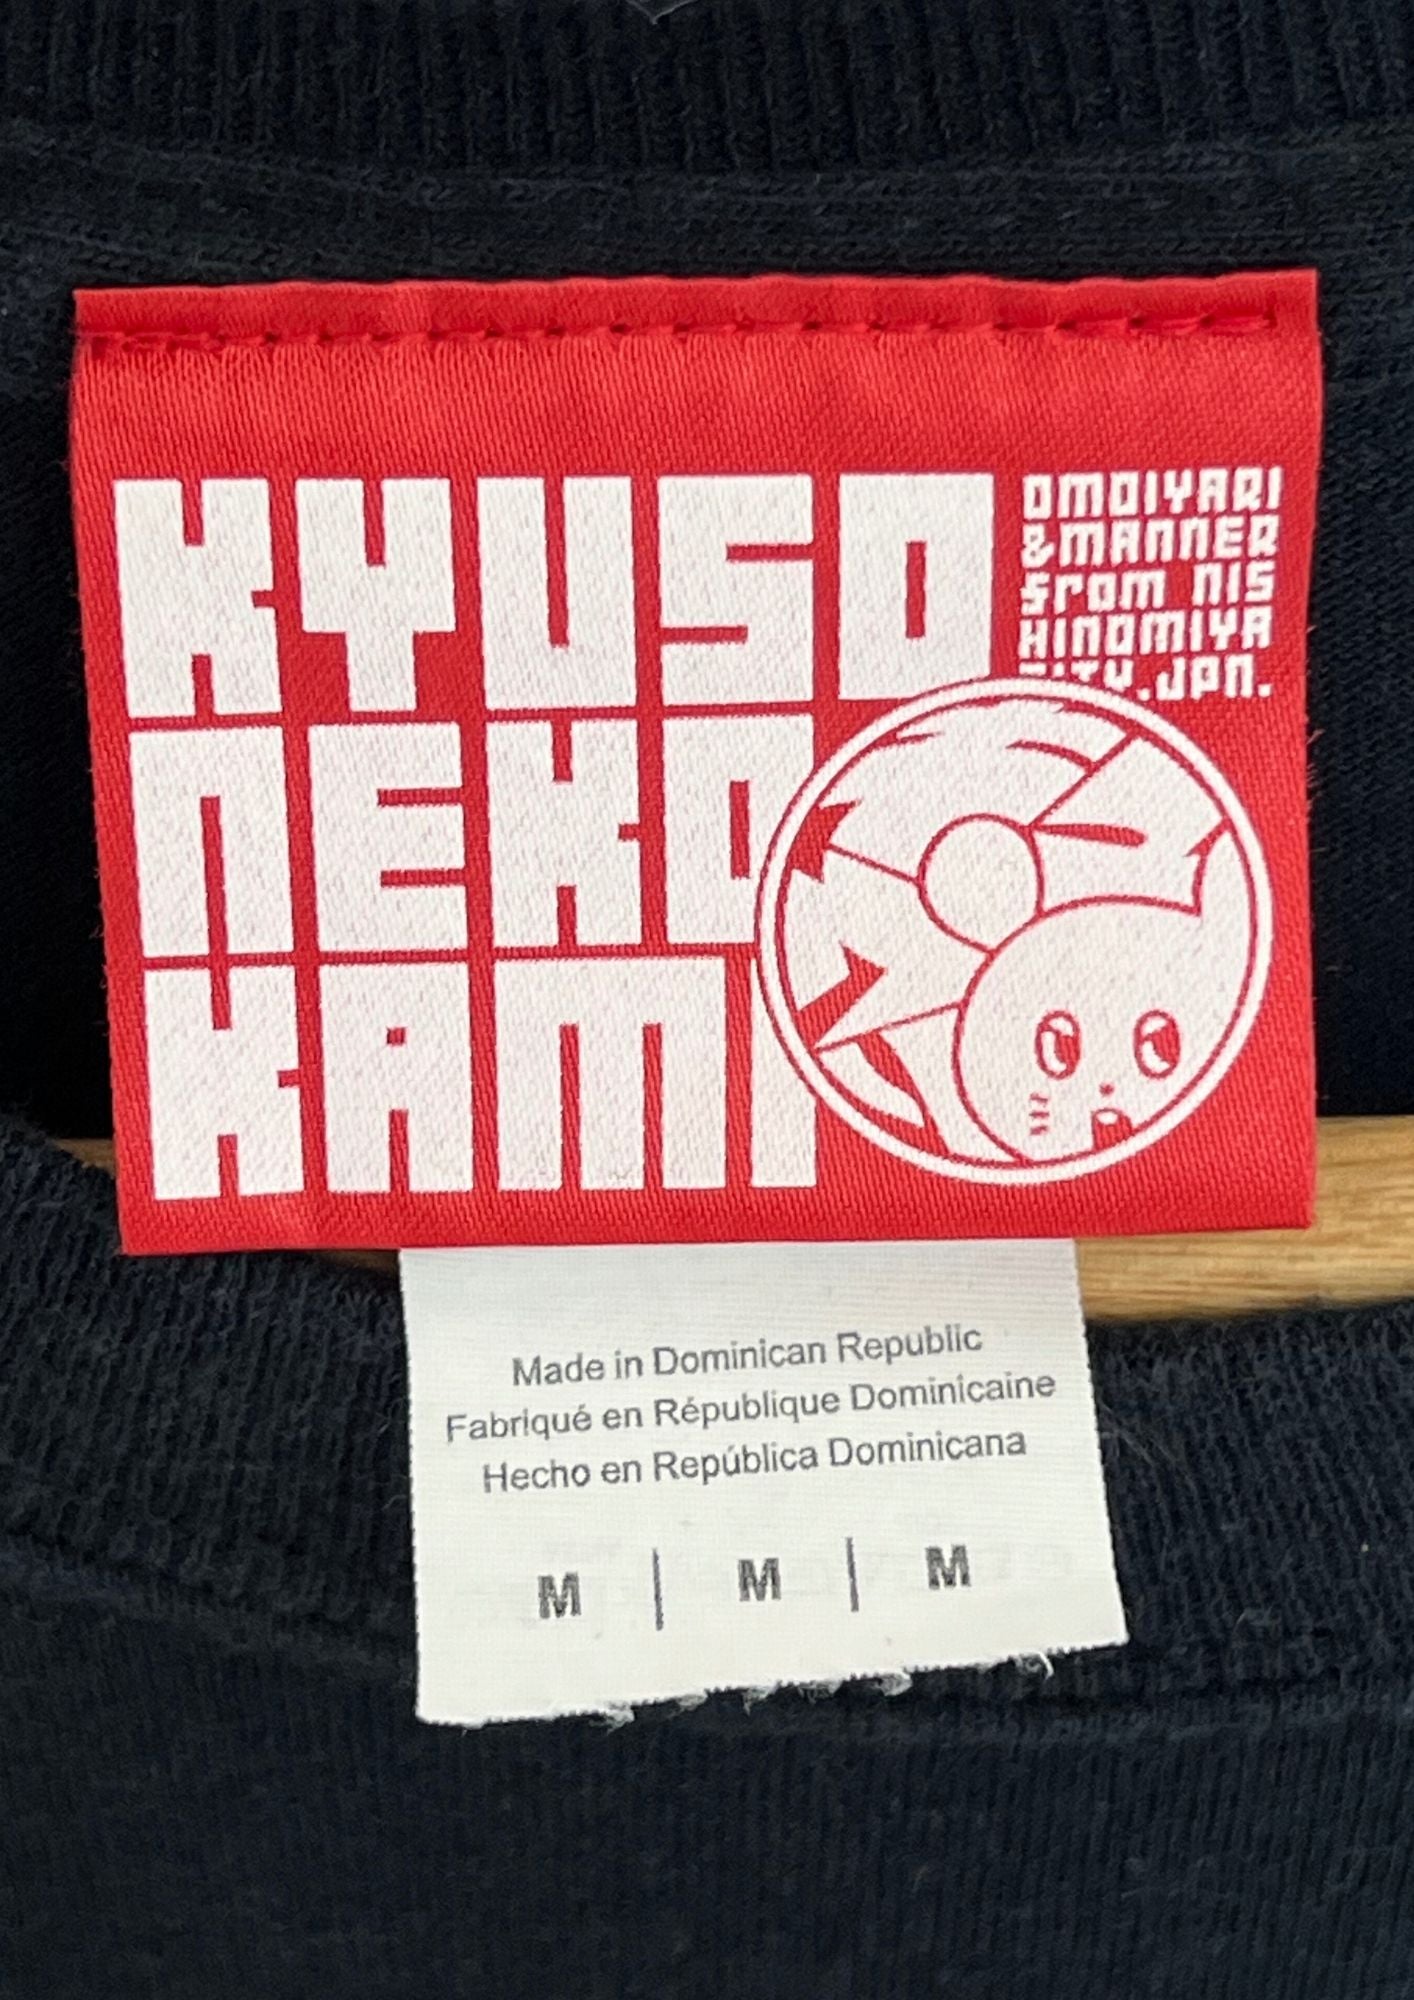 KYUSO
NEKO
KAMI
OMOIYARI
&MANNER
from NIS
HINOMIYA
CITY.JPN.
Made in Dominican Republic
Fabriqué en République Dominicaine
Hecho en República Dominicana
M | M | M